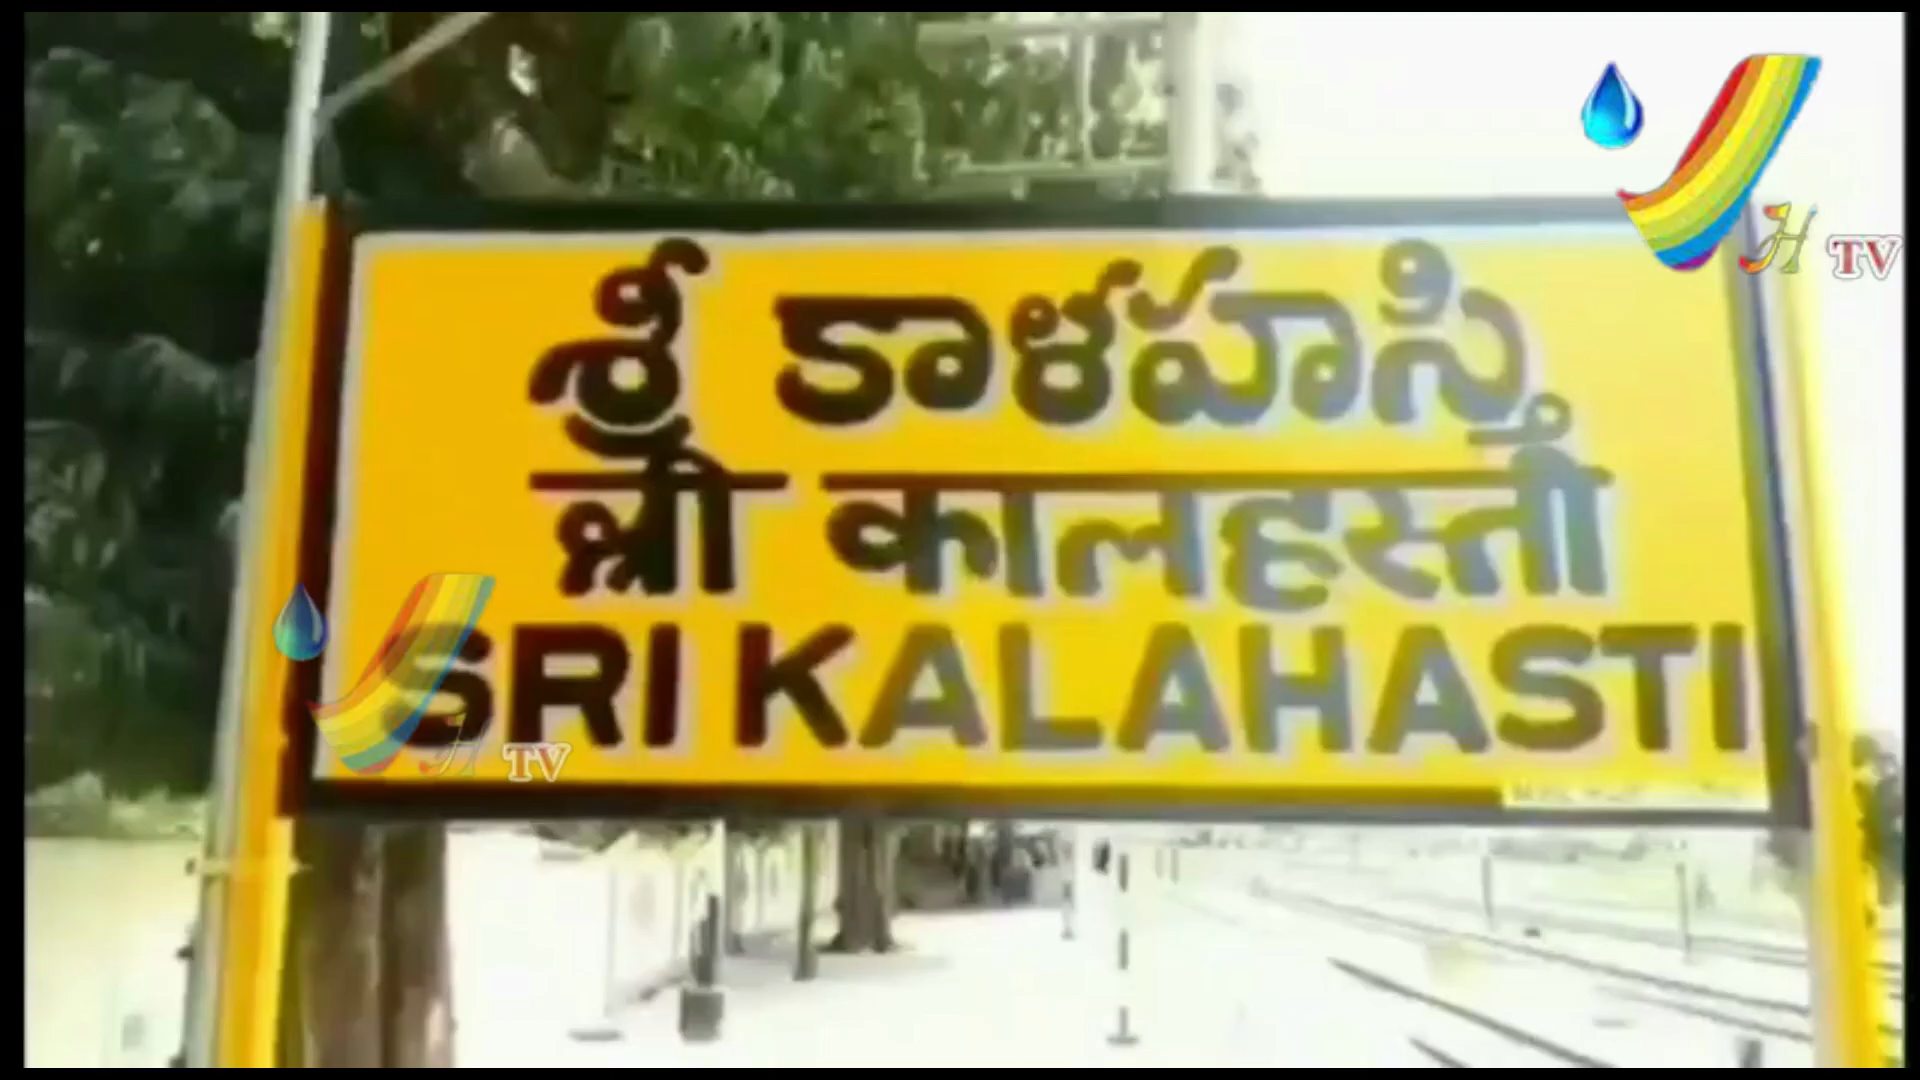 శ్రీ కాళహస్తి
श्री कालहस्ती
SRI KALAHASTI
H TV
H TV